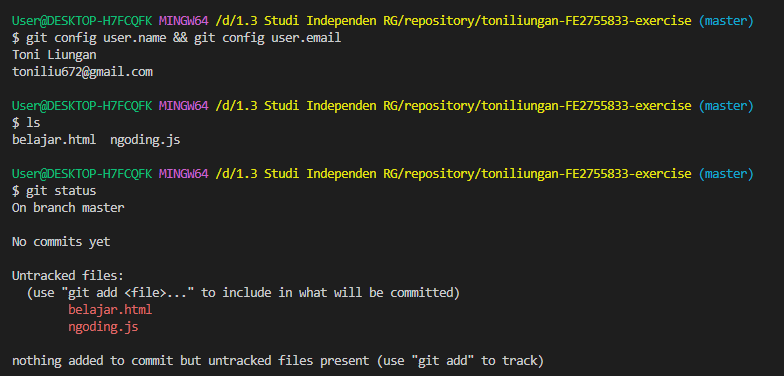 User@DESKTOP-H7FCQFK MINGW64 /d/1.3 Studi Independen RG/repository/toniliungan-FE2755833-exercise (master)
$ git config user.name && git config user.email
Toni Liungan
toniliu672@gmail.com

User@DESKTOP-H7FCQFK MINGW64 /d/1.3 Studi Independen RG/repository/toniliungan-FE2755833-exercise (master)
$ ls
belajar.html  ngoding.js

User@DESKTOP-H7FCQFK MINGW64 /d/1.3 Studi Independen RG/repository/toniliungan-FE2755833-exercise (master)
$ git status
On branch master

No commits yet

Untracked files:
  (use "git add <file>..." to include in what will be committed)
        belajar.html
        ngoding.js

nothing added to commit but untracked files present (use "git add" to track)